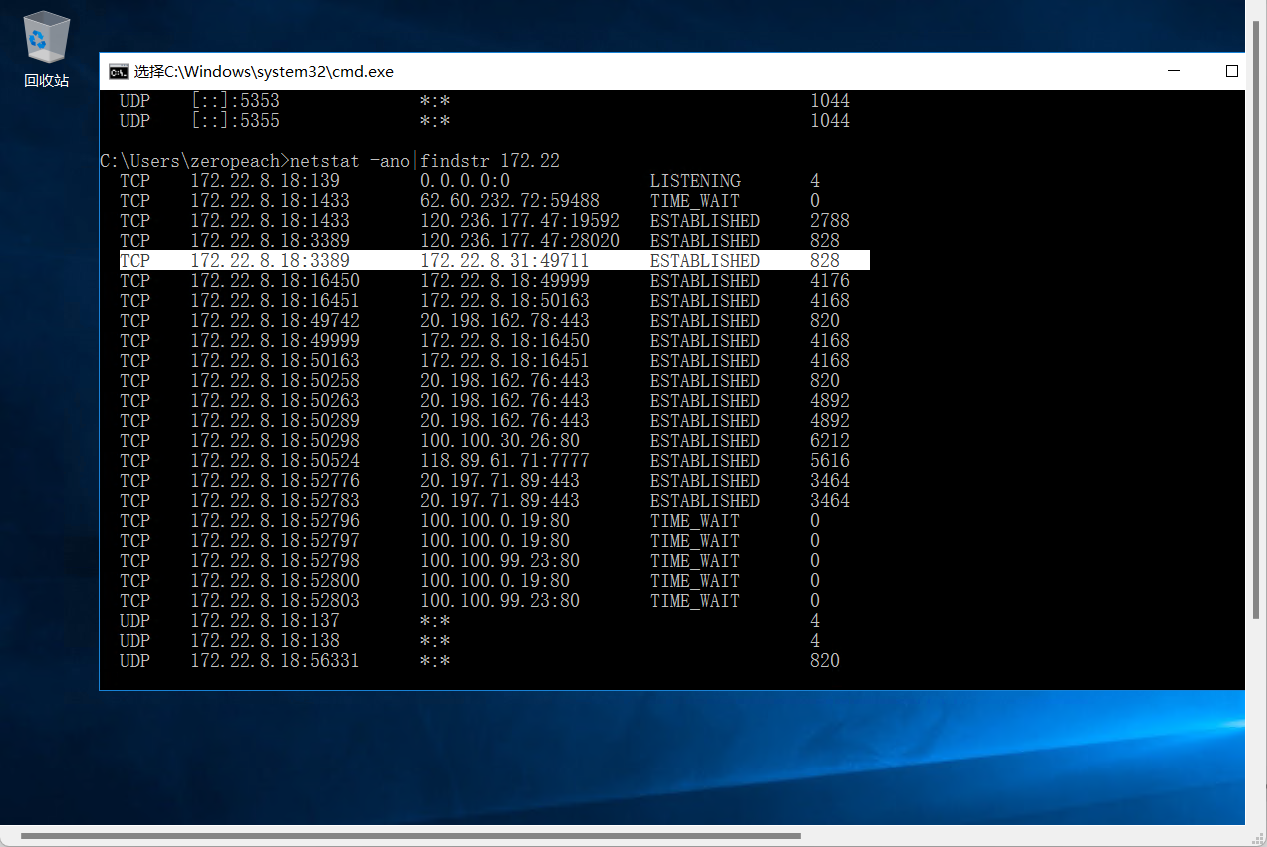 回收站
选择C:\Windows\system32\cmd.exe
UDP [::]:5353 *:* 1044
UDP [::]:5355 *:* 1044
C:\Users\zeropeach>netstat -ano|findstr 172.22
TCP 172.22.8.18:139 0.0.0.0:0 LISTENING 4
TCP 172.22.8.18:1433 62.60.232.72:59488 TIME_WAIT 0
TCP 172.22.8.18:1433 120.236.177.47:19592 ESTABLISHED 2788
TCP 172.22.8.18:3389 120.236.177.47:28020 ESTABLISHED 828
TCP 172.22.8.18:3389 172.22.8.31:49711 ESTABLISHED 828
TCP 172.22.8.18:16450 172.22.8.18:49999 ESTABLISHED 4176
TCP 172.22.8.18:16451 172.22.8.18:50163 ESTABLISHED 4168
TCP 172.22.8.18:49742 20.198.162.78:443 ESTABLISHED 820
TCP 172.22.8.18:49999 172.22.8.18:16450 ESTABLISHED 4168
TCP 172.22.8.18:50163 172.22.8.18:16451 ESTABLISHED 4168
TCP 172.22.8.18:50258 20.198.162.76:443 ESTABLISHED 820
TCP 172.22.8.18:50263 20.198.162.76:443 ESTABLISHED 4892
TCP 172.22.8.18:50289 20.198.162.76:443 ESTABLISHED 4892
TCP 172.22.8.18:50298 100.100.30.26:80 ESTABLISHED 6212
TCP 172.22.8.18:50524 118.89.61.71:7777 ESTABLISHED 5616
TCP 172.22.8.18:52776 20.197.71.89:443 ESTABLISHED 3464
TCP 172.22.8.18:52783 20.197.71.89:443 ESTABLISHED 3464
TCP 172.22.8.18:52796 100.100.0.19:80 TIME_WAIT 0
TCP 172.22.8.18:52797 100.100.0.19:80 TIME_WAIT 0
TCP 172.22.8.18:52798 100.100.99.23:80 TIME_WAIT 0
TCP 172.22.8.18:52800 100.100.0.19:80 TIME_WAIT 0
TCP 172.22.8.18:52803 100.100.99.23:80 TIME_WAIT 0
UDP 172.22.8.18:137 *:* 4
UDP 172.22.8.18:138 *:* 4
UDP 172.22.8.18:56331 *:* 820